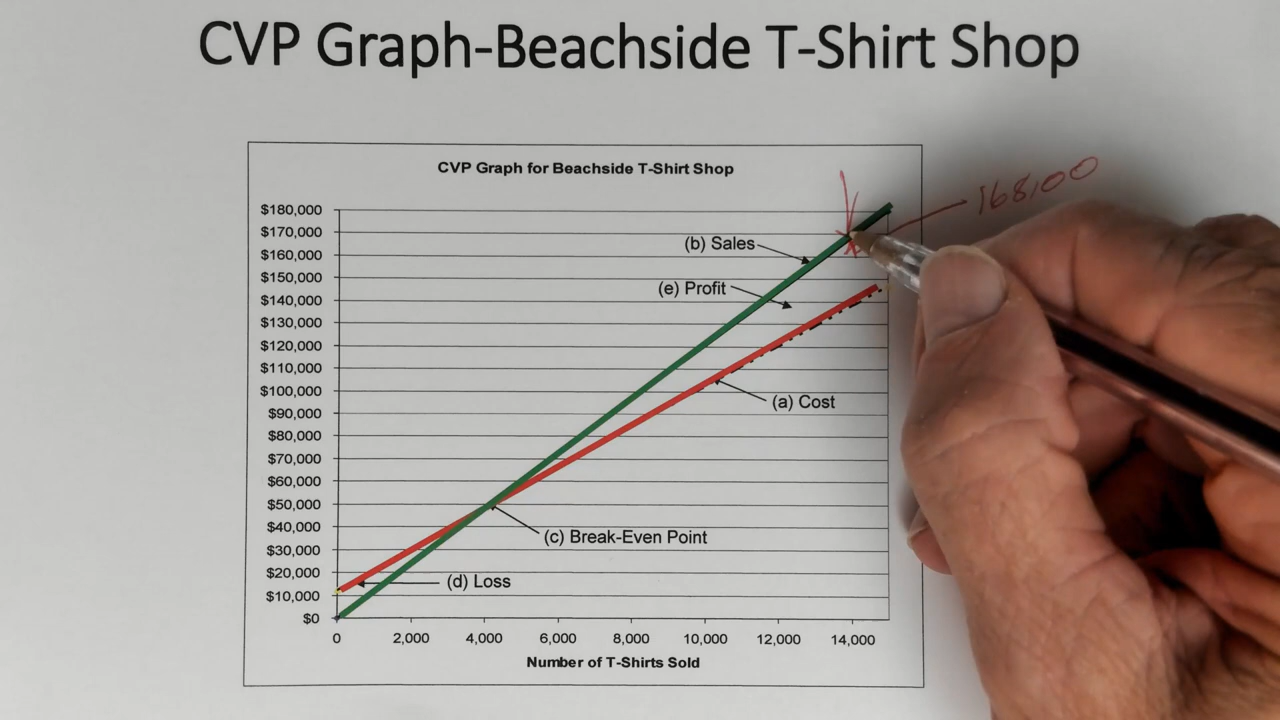 CVP Graph-Beachside T-Shirt Shop
CVP Graph for Beachside T-Shirt Shop
168,00
$180,000
$170,000
(b) Sales
$160,000
$150,000
(e) Profit
$140,000
$130,000
$120,000
$110,000
$100,000
(a) Cost
$90,000
$80,000
$70,000
$60,000
$50,000
(c) Break-Even Point
$40,000
$30,000
(d) Loss
$20,000
$10,000
$0
0 2,000 4,000 6,000 8,000 10,000 12,000 14,000
Number of T-Shirts Sold